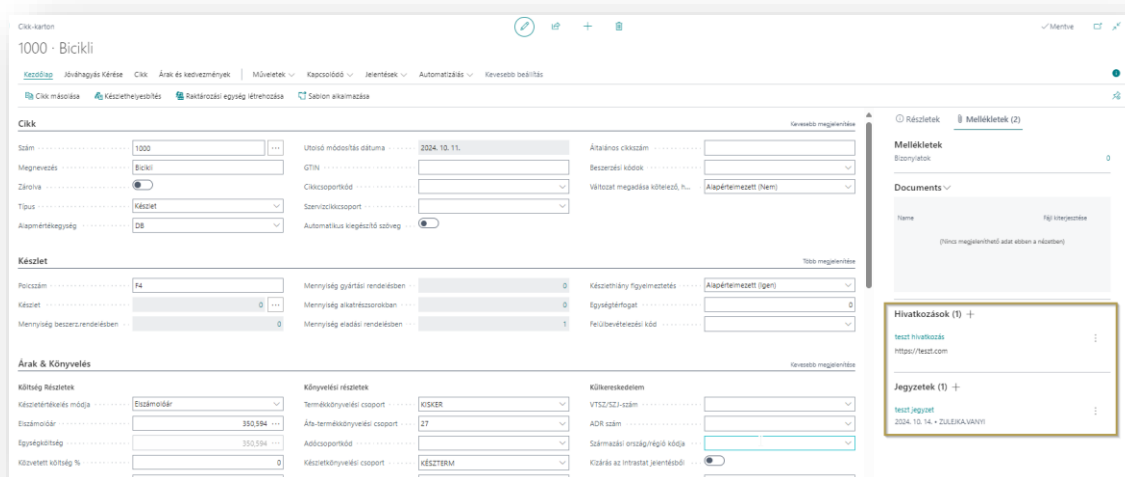 Cikk-karton
Mentve
1000 · Bicikli
Kezdőlap Jóváhagyás Kérése Cikk Árak és kedvezmények Műveletek Kapcsolódó Jelentések Automatizálás Kevesebb beállítás
Cikk másolása Készlethelyesbítés Raktározási egység létrehozása Sablon alkalmazása
Cikk Kevesebb megjelenítése
Szám 1000
Megnevezés Bicikli
Zárolva
Típus Készlet
Alapmértékegység DB
Utolsó módosítás dátuma 2024. 10. 11.
GTIN
Cikkcsoportkód
Szervizcikkcsoport
Automatikus kiegészítő szöveg
Általános cikkszám
Beszerzési kódok
Változat megadása kötelező, h... Alapértelmezett (Nem)
Készlet Több megjelenítése
Polcszám F4
Készlet 0
Mennyiség beszerz.rendelésben 0
Mennyiség gyártási rendelésben 0
Mennyiség alkatrészsorokban 0
Mennyiség eladási rendelésben 1
Készlethiány figyelmeztetés Alapértelmezett (Igen)
Egységtérfogat 0
Felülbevételezési kód
Árak & Könyvelés Kevesebb megjelenítése
Költség Részletek
Készletértékelés módja Elszámolóár
Elszámolóár 350,594
Egységköltség 350,594
Közvetett költség % 0
Könyvelési részletek
Termékkönyvelési csoport KISKER
Áfa-termékkönyvelési csoport 27
Adócsoportkód
Készletkönyvelési csoport KÉSZTERM
Külkereskedelem
VTSZ/SZJ-szám
ADR szám
Származási ország/régió kódja
Kizárás az Intrastat jelentésből
Részletek Mellékletek (2)
Mellékletek
Bizonylatok 0
Documents
Name Fájl kiterjesztése
(Nincs megjeleníthető adat ebben a nézetben)
Hivatkozások (1)
teszt hivatkozás
https://teszt.com
Jegyzetek (1)
teszt jegyzet
2024. 10. 14. • ZULEIKA.VANYI